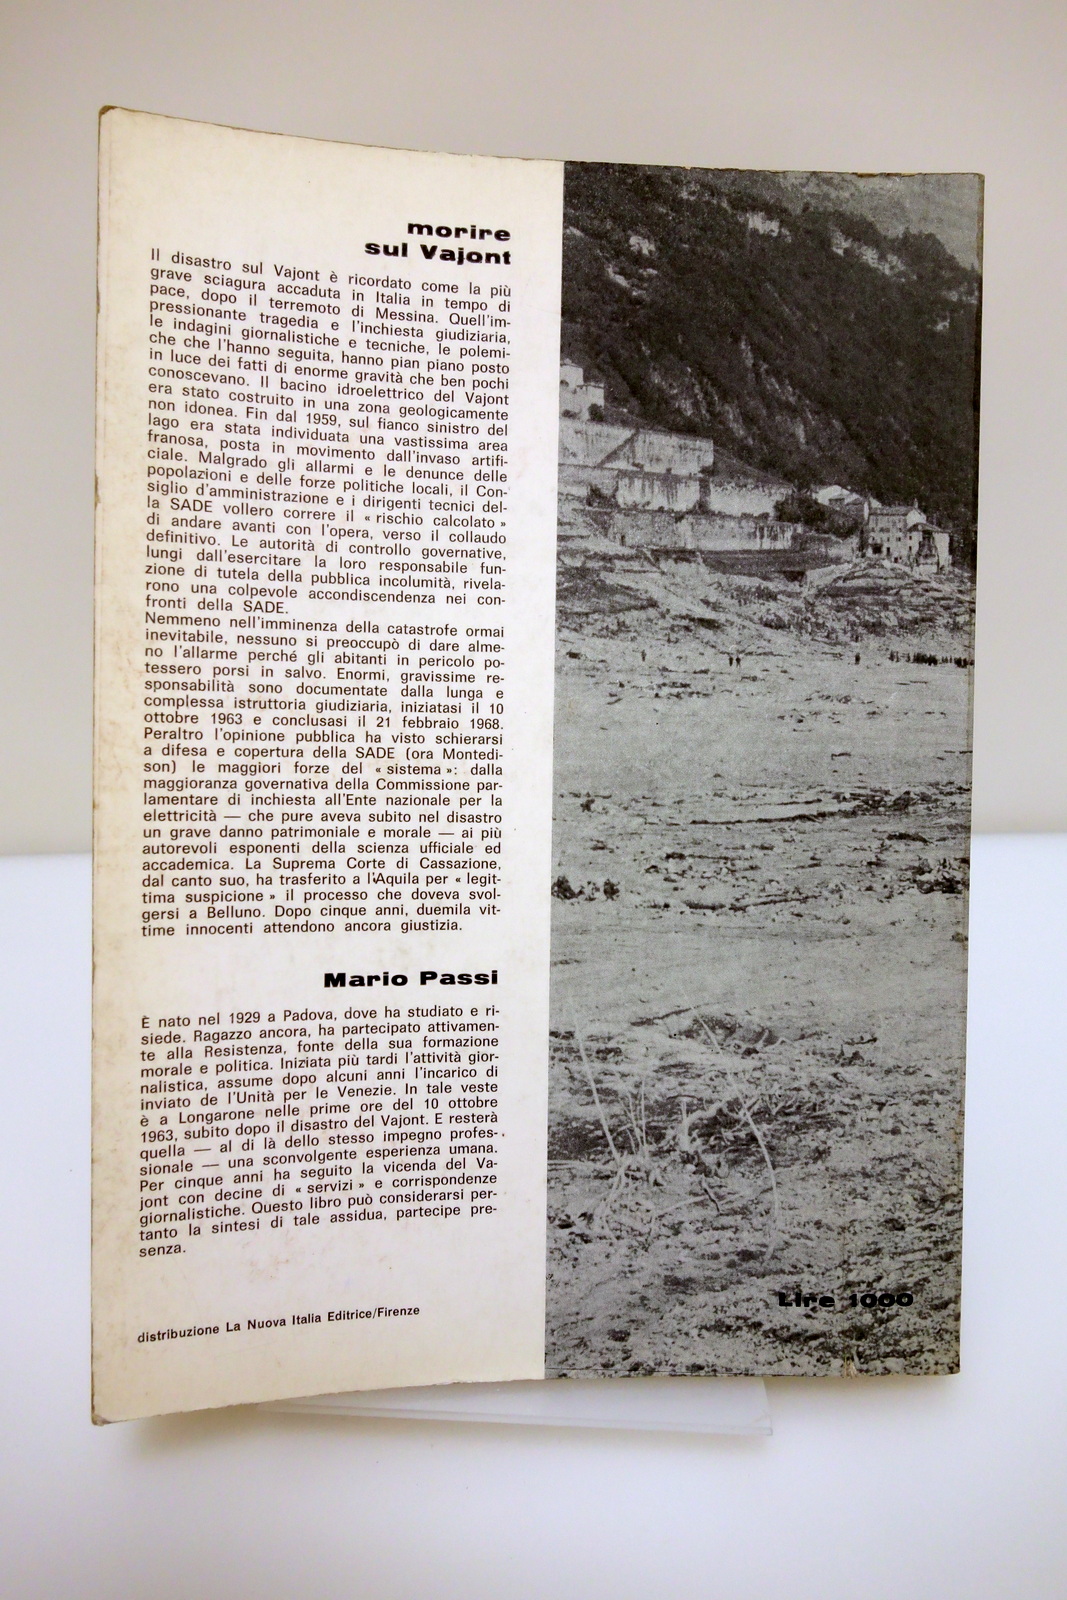 morire
sul Vajont
Il disastro sul Vajont è ricordato come la più
grave sciagura accaduta in Italia in tempo di
pace, dopo il terremoto di Messina. Quell'im-
pressionante tragedia e l'inchiesta giudiziaria,
le indagini giornalistiche e tecniche, le polemi-
che che l'hanno seguita, hanno pian piano posto
in luce dei fatti di enorme gravità che ben pochi
conoscevano. Il bacino idroelettrico del Vajont
era stato costruito in una zona geologicamente
non idonea. Fin dal 1959, sul fianco sinistro del
lago era stata individuata una vastissima area
franosa, posta in movimento dall'invaso artifi-
ciale. Malgrado gli allarmi e le denunce delle
popolazioni e delle forze politiche locali, il Con-
siglio d'amministrazione e i dirigenti tecnici del-
la SADE vollero correre il « rischio calcolato »
di andare avanti con l'opera, verso il collaudo
definitivo. Le autorità di controllo governative,
lungi dall'esercitare la loro responsabile fun-
zione di tutela della pubblica incolumità, rivela-
rono una colpevole accondiscendenza nei con-
fronti della SADE.
Nemmeno nell'imminenza della catastrofe ormai
inevitabile, nessuno si preoccupò di dare alme-
no l'allarme perché gli abitanti in pericolo po-
tessero porsi in salvo. Enormi, gravissime re-
sponsabilità sono documentate dalla lunga e
complessa istruttoria giudiziaria, iniziatasi il 10
ottobre 1963 e conclusasi il 21 febbraio 1968.
Peraltro l'opinione pubblica ha visto schierarsi
a difesa e copertura della SADE (ora Montedi-
son) le maggiori forze del « sistema »: dalla
maggioranza governativa della Commissione par-
lamentare di inchiesta all'Ente nazionale per la
elettricità — che pure aveva subito nel disastro
un grave danno patrimoniale e morale — ai più
autorevoli esponenti della scienza ufficiale ed
accademica. La Suprema Corte di Cassazione,
dal canto suo, ha trasferito a l'Aquila per « legit-
tima suspicione » il processo che doveva svol-
gersi a Belluno. Dopo cinque anni, duemila vit-
time innocenti attendono ancora giustizia.
Mario Passi
È nato nel 1929 a Padova, dove ha studiato e ri-
siede. Ragazzo ancora, ha partecipato attivamen-
te alla Resistenza, fonte della sua formazione
morale e politica. Iniziata più tardi l'attività gior-
nalistica, assume dopo alcuni anni l'incarico di
inviato de l'Unità per le Venezie. In tale veste
è a Longarone nelle prime ore del 10 ottobre
1963, subito dopo il disastro del Vajont. E resterà
quella — al di là dello stesso impegno profes-
sionale — una sconvolgente esperienza umana.
Per cinque anni ha seguito la vicenda del Va-
jont con decine di « servizi » e corrispondenze
giornalistiche. Questo libro può considerarsi per-
tanto la sintesi di tale assidua, partecipe pre-
senza.
distribuzione La Nuova Italia Editrice/Firenze
Lire 1000